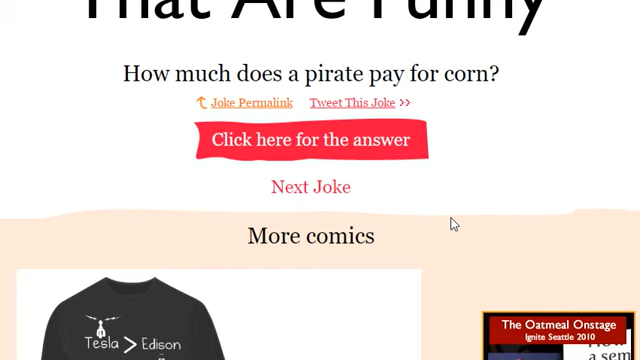 That Are Funny
How much does a pirate pay for corn?
Joke Permalink Tweet This Joke >>
Click here for the answer
Next Joke
More comics
Tesla > Edison
The Oatmeal Onstage
Ignite Seattle 2010
a sem